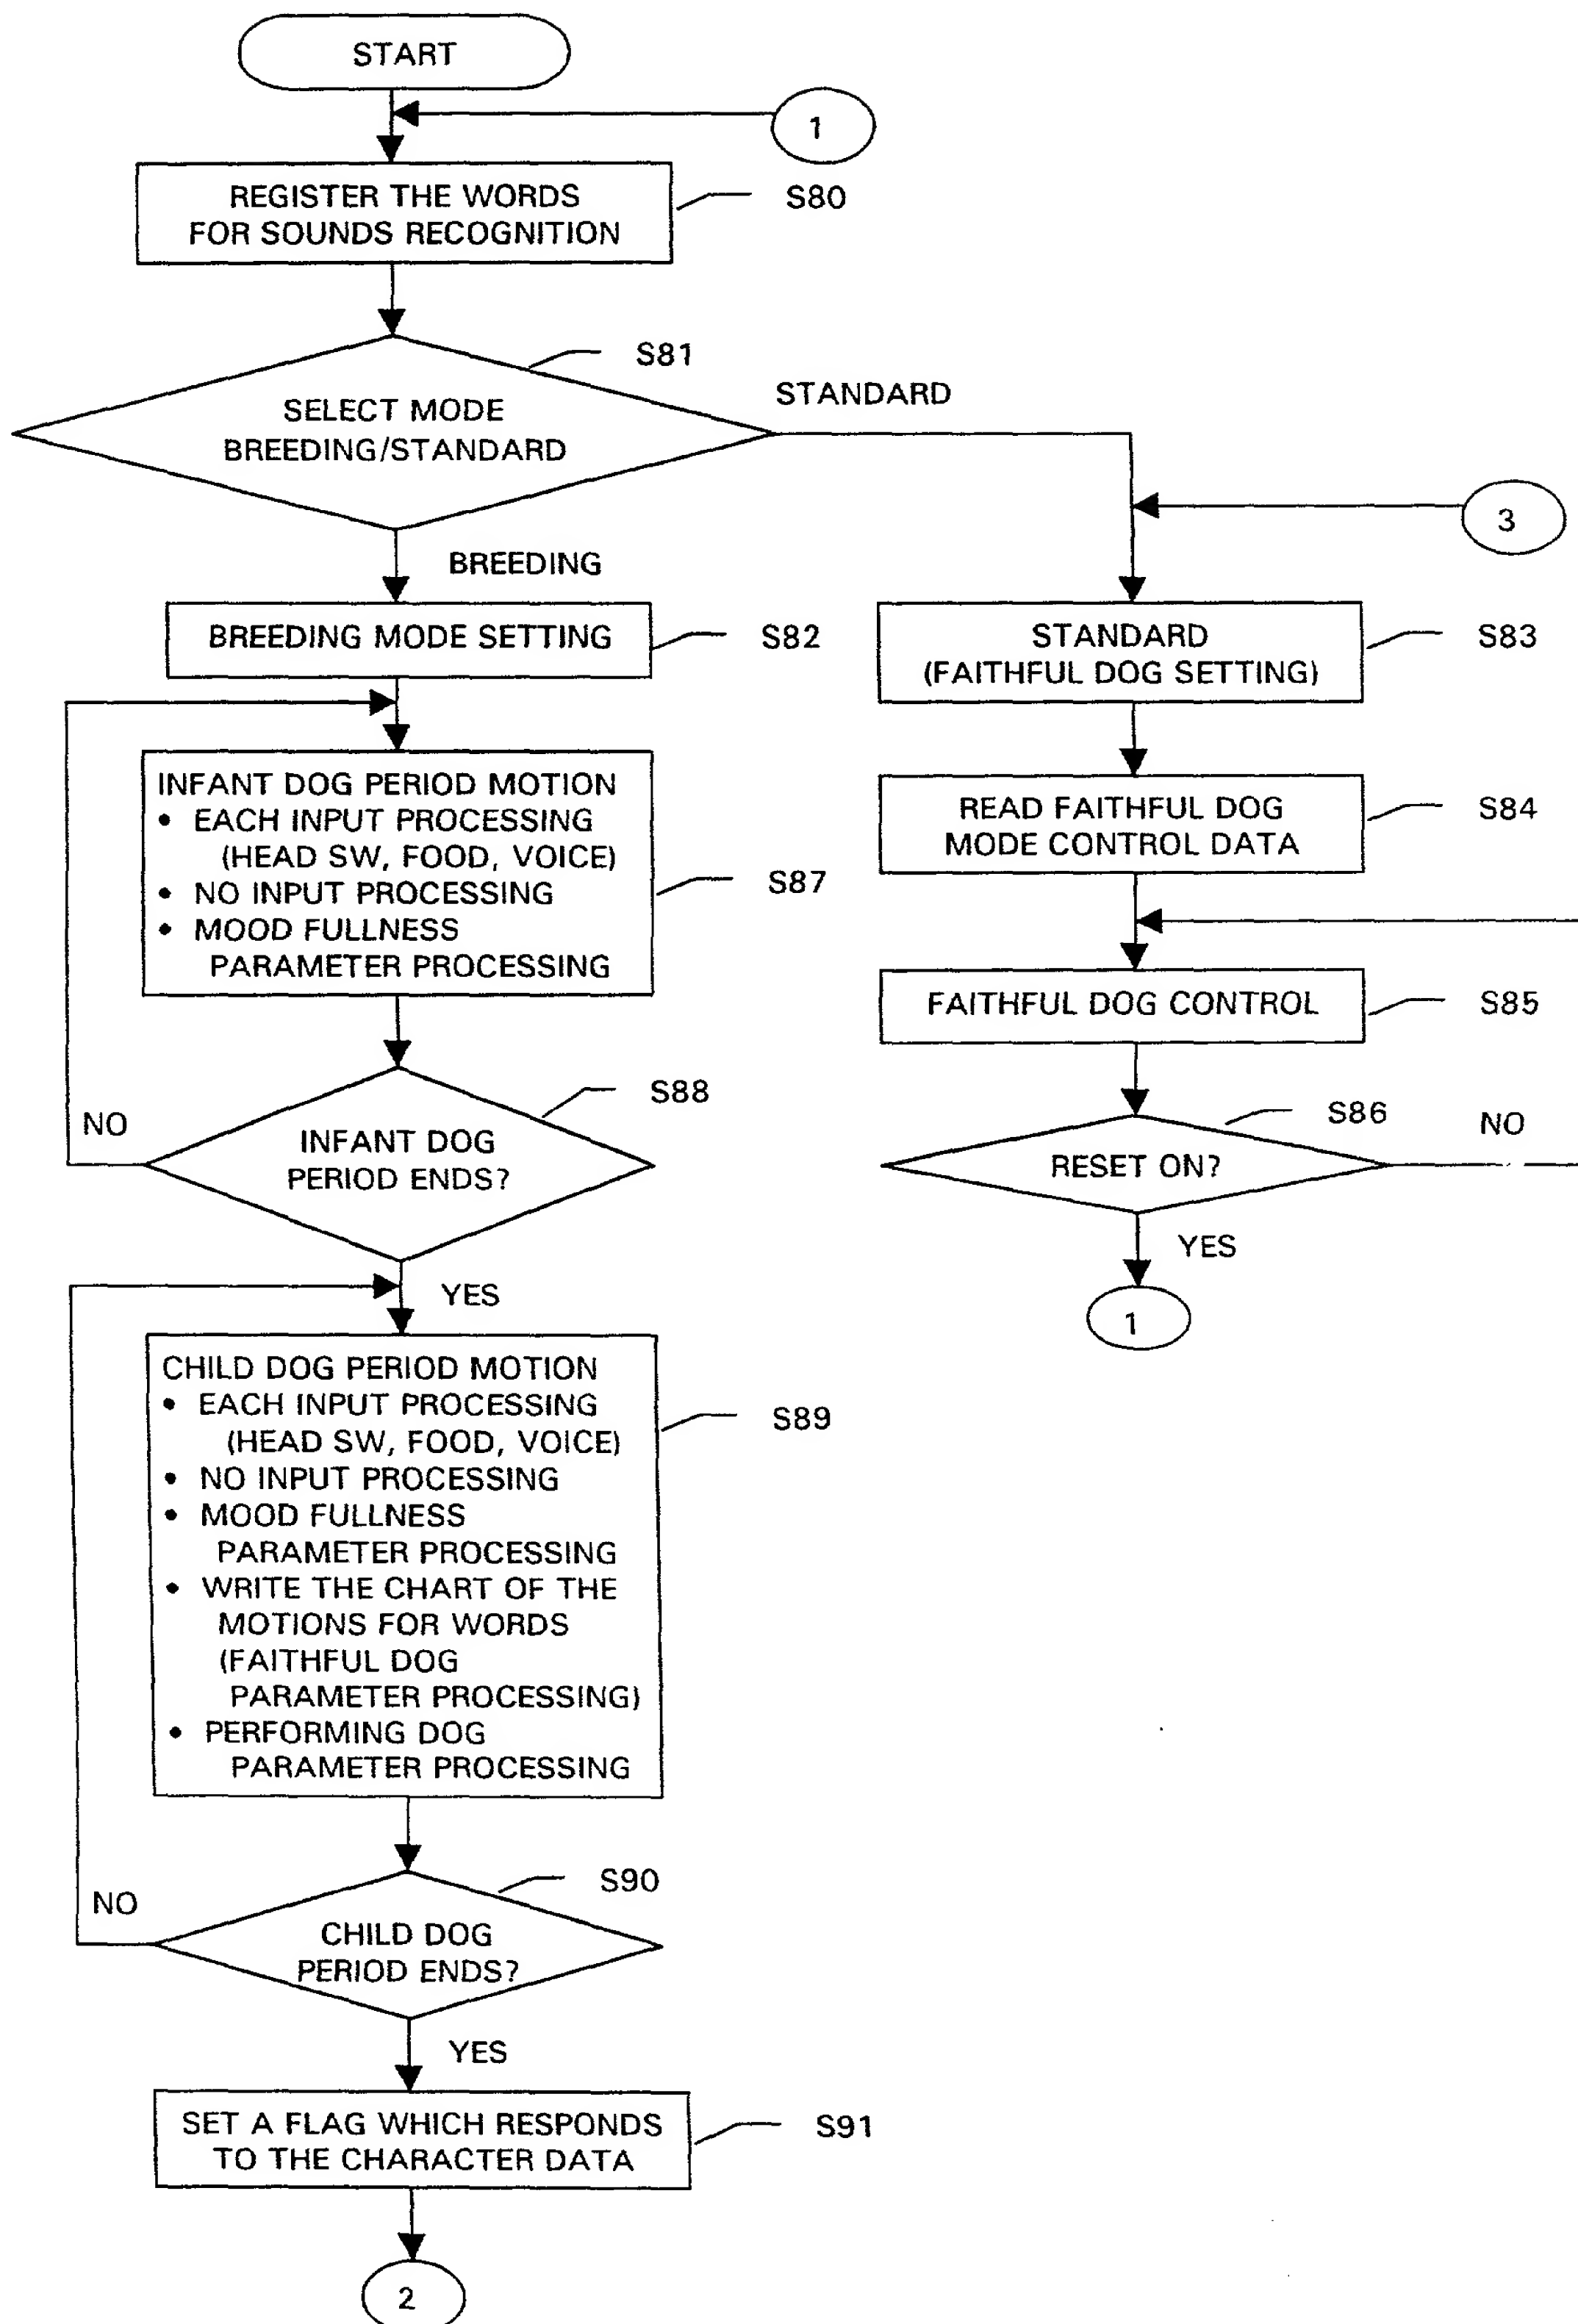 START
1
REGISTER THE WORDS
FOR SOUNDS RECOGNITION
S80
S81
SELECT MODE
BREEDING/STANDARD
STANDARD
BREEDING
3
BREEDING MODE SETTING
S82
STANDARD
(FAITHFUL DOG SETTING)
S83
INFANT DOG PERIOD MOTION
• EACH INPUT PROCESSING
(HEAD SW, FOOD, VOICE)
• NO INPUT PROCESSING
• MOOD FULLNESS
PARAMETER PROCESSING
S87
READ FAITHFUL DOG
MODE CONTROL DATA
S84
FAITHFUL DOG CONTROL
S85
S88
NO
INFANT DOG
PERIOD ENDS?
YES
S86
NO
RESET ON?
YES
1
CHILD DOG PERIOD MOTION
• EACH INPUT PROCESSING
(HEAD SW, FOOD, VOICE)
• NO INPUT PROCESSING
• MOOD FULLNESS
PARAMETER PROCESSING
• WRITE THE CHART OF THE
MOTIONS FOR WORDS
(FAITHFUL DOG
PARAMETER PROCESSING)
• PERFORMING DOG
PARAMETER PROCESSING
S89
S90
NO
CHILD DOG
PERIOD ENDS?
YES
SET A FLAG WHICH RESPONDS
TO THE CHARACTER DATA
S91
2